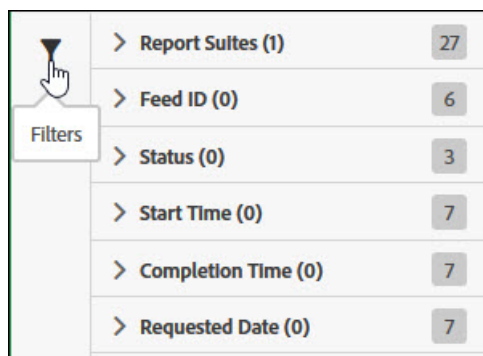 Report Suites (1) 27
Feed ID (0) 6
Filters
Status (0) 3
Start Time (0) 7
Completion Time (0) 7
Requested Date (0) 7